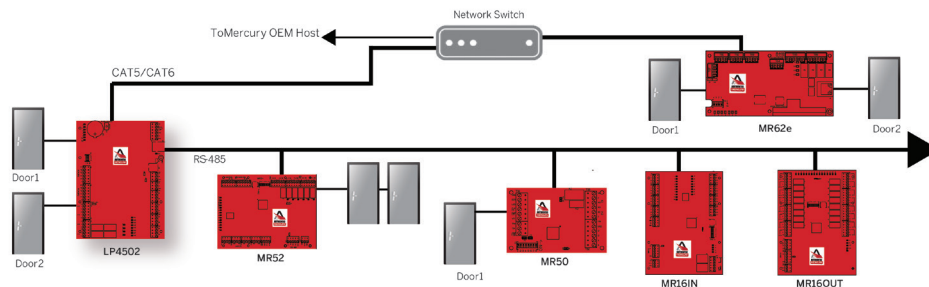 Network Switch
ToMercury OEM Host
CAT5/CAT6
Door1
MR62e
Door2
RS-485
Door1
Door2
LP4502
MR52
Door1
MR50
MR16IN
MR16OUT